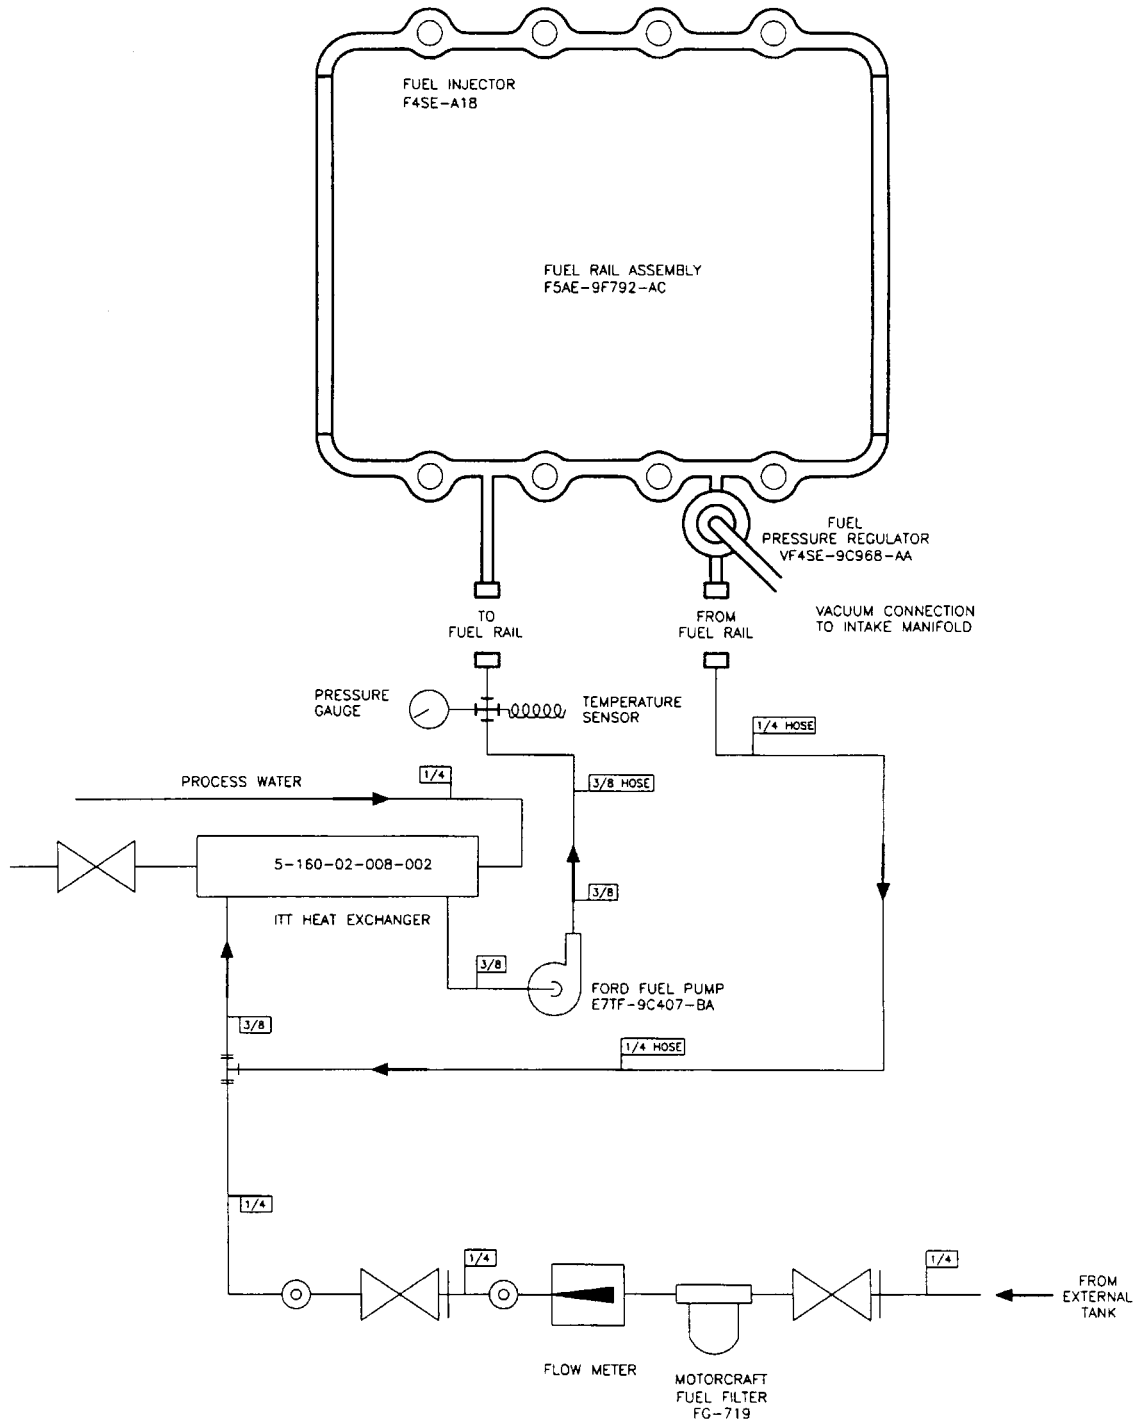 FUEL INJECTOR
F4SE-A18
FUEL RAIL ASSEMBLY
F5AE-9F792-AC
FUEL
PRESSURE REGULATOR
VF4SE-9C968-AA
TO
FUEL RAIL
FROM
FUEL RAIL
VACUUM CONNECTION
TO INTAKE MANIFOLD
PRESSURE
GAUGE
TEMPERATURE
SENSOR
1/4 HOSE
PROCESS WATER
1/4
3/8 HOSE
5-160-02-008-002
ITT HEAT EXCHANGER
3/8
3/8
FORD FUEL PUMP
E7TF-9C407-BA
3/8
1/4 HOSE
1/4
1/4
1/4
FROM
EXTERNAL
TANK
FLOW METER
MOTORCRAFT
FUEL FILTER
FG-719